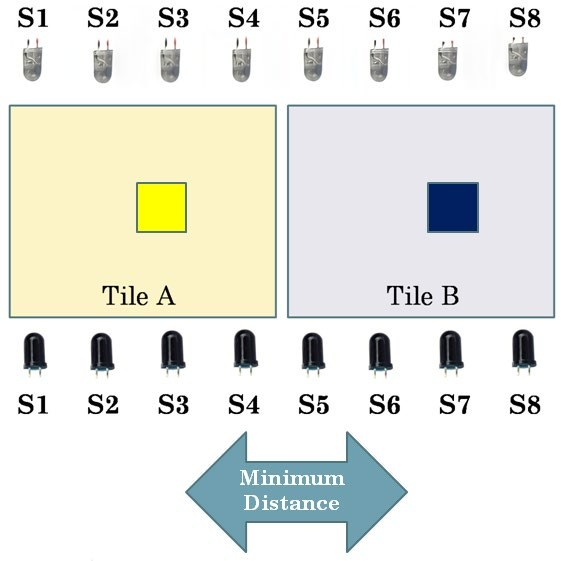 S1 S2 S3 S4 S5 S6 S7 S8
Tile A
Tile B
S1 S2 S3 S4 S5 S6 S7 S8
Minimum
Distance